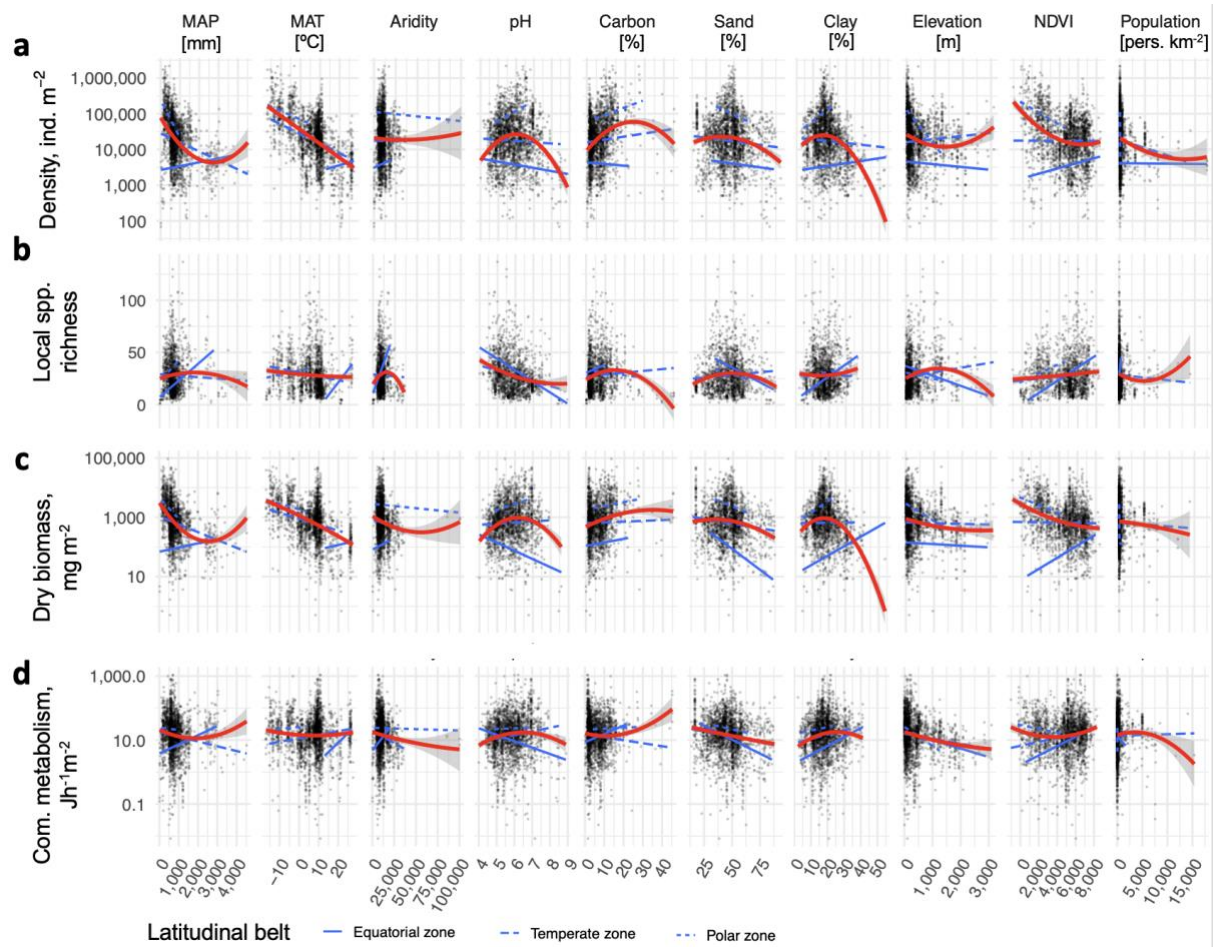 MAP MAT Aridity pH Carbon Sand Clay Elevation NDVI Population
[mm] [ºC] [%] [%] [%] [m] [pers. km⁻²]
a
Density, ind. m⁻²
1,000,000
100,000
10,000
1,000
100
b
Local spp.
richness
100
50
0
c
Dry biomass,
mg m⁻²
100,000
1,000
10
d
Com. metabolism,
Jh⁻¹m⁻²
1,000.0
10.0
0.1
0 1,000 2,000 3,000 4,000
−10 0 10 20
0 25,000 50,000 75,000 100,000
4 5 6 7 8 9
0 10 20 30 40
25 50 75
10 20 30 40 50
0 1,000 2,000 3,000
2,000 4,000 6,000 8,000
0 5,000 10,000 15,000
Latitudinal belt Equatorial zone Temperate zone Polar zone